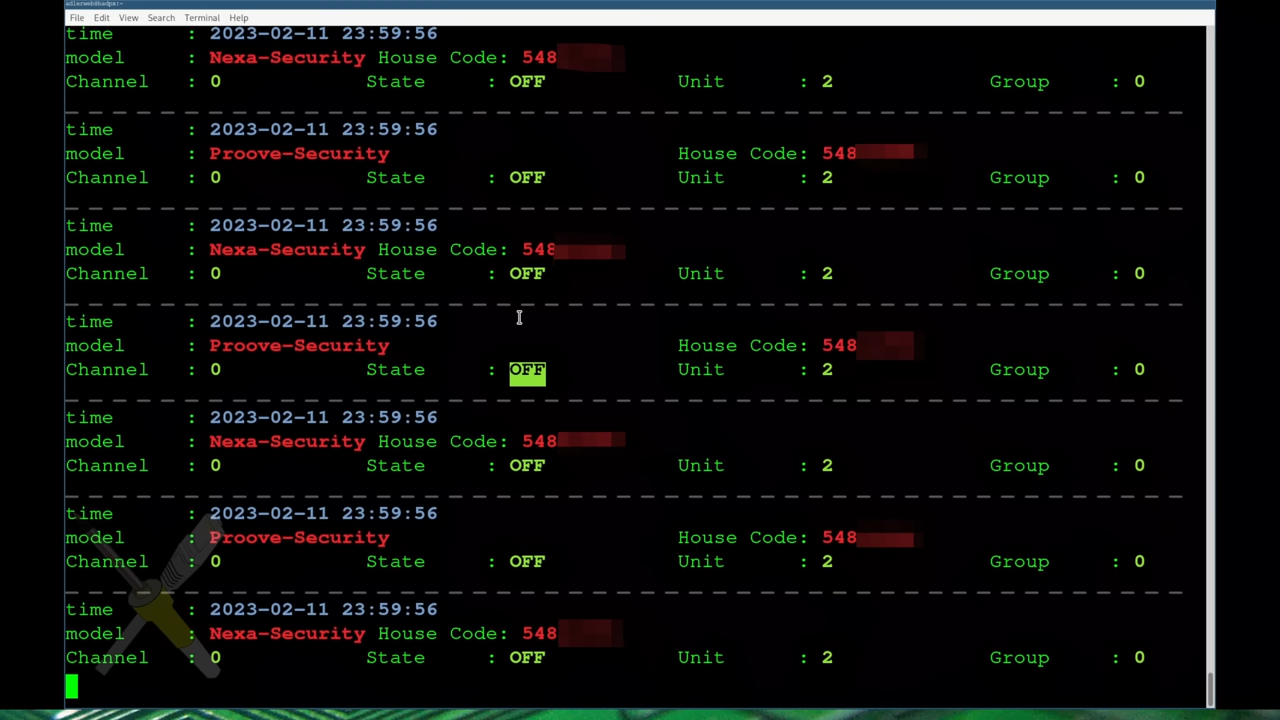 adlerweb@hadpx:~
File Edit View Search Terminal Help
time : 2023-02-11 23:59:56
model : Nexa-Security House Code: 548
Channel : 0 State : OFF Unit : 2 Group : 0
— — — — — — — — — — — — — — — — — — — — — — — — — — — — — — — — — — — — — — — — — — — — — — —
time : 2023-02-11 23:59:56
model : Proove-Security House Code: 548
Channel : 0 State : OFF Unit : 2 Group : 0
— — — — — — — — — — — — — — — — — — — — — — — — — — — — — — — — — — — — — — — — — — — — — — —
time : 2023-02-11 23:59:56
model : Nexa-Security House Code: 548
Channel : 0 State : OFF Unit : 2 Group : 0
— — — — — — — — — — — — — — — — — — — — — — — — — — — — — — — — — — — — — — — — — — — — — — —
time : 2023-02-11 23:59:56
model : Proove-Security House Code: 548
Channel : 0 State : OFF Unit : 2 Group : 0
— — — — — — — — — — — — — — — — — — — — — — — — — — — — — — — — — — — — — — — — — — — — — — —
time : 2023-02-11 23:59:56
model : Nexa-Security House Code: 548
Channel : 0 State : OFF Unit : 2 Group : 0
— — — — — — — — — — — — — — — — — — — — — — — — — — — — — — — — — — — — — — — — — — — — — — —
time : 2023-02-11 23:59:56
model : Proove-Security House Code: 548
Channel : 0 State : OFF Unit : 2 Group : 0
— — — — — — — — — — — — — — — — — — — — — — — — — — — — — — — — — — — — — — — — — — — — — — —
time : 2023-02-11 23:59:56
model : Nexa-Security House Code: 548
Channel : 0 State : OFF Unit : 2 Group : 0